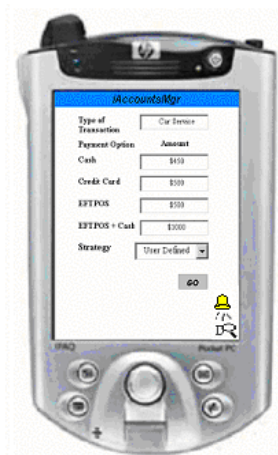 hp
iAccountsMgr
Type of Transaction Car Service
Payment Option Amount
Cash $450
Credit Card $500
EFTPOS $500
EFTPOS + Cash $1000
Strategy User Defined
GO
iPAQ Pocket PC